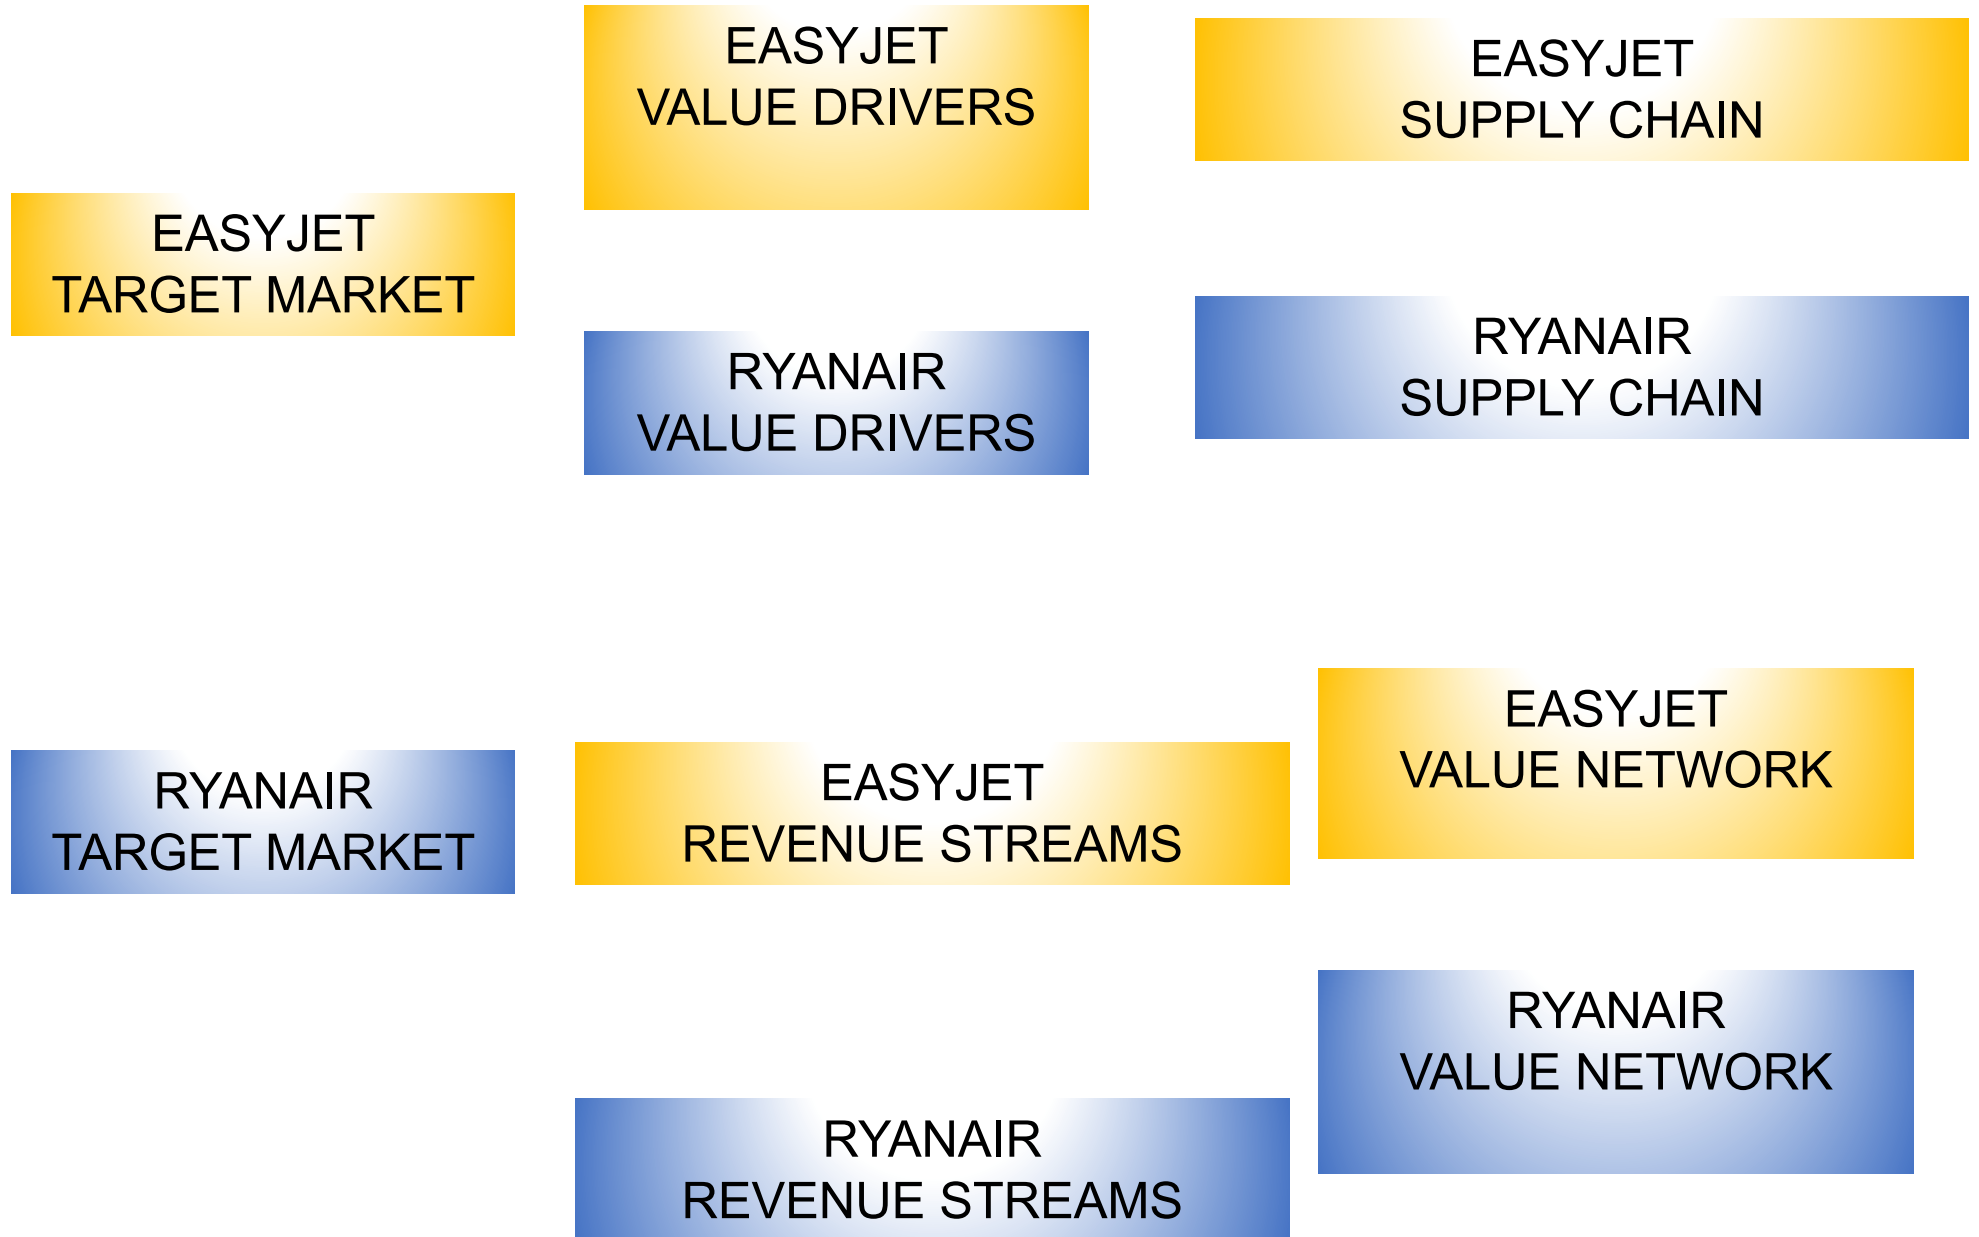 EASYJET
VALUE DRIVERS
EASYJET
SUPPLY CHAIN
EASYJET
TARGET MARKET
RYANAIR
VALUE DRIVERS
RYANAIR
SUPPLY CHAIN
EASYJET
VALUE NETWORK
RYANAIR
TARGET MARKET
EASYJET
REVENUE STREAMS
RYANAIR
VALUE NETWORK
RYANAIR
REVENUE STREAMS